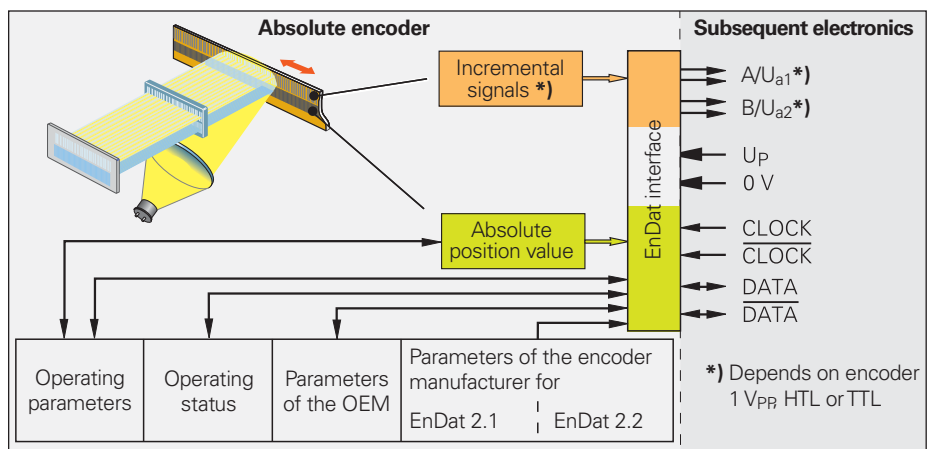 Absolute encoder
Subsequent electronics
Incremental
signals *)
A/Ua1*)
B/Ua2*)
UP
0 V
EnDat interface
Absolute
position value
CLOCK
CLOCK
DATA
DATA
Operating
parameters
Operating
status
Parameters
of the OEM
Parameters of the encoder
manufacturer for
EnDat 2.1
EnDat 2.2
*) Depends on encoder
1 VPP, HTL or TTL